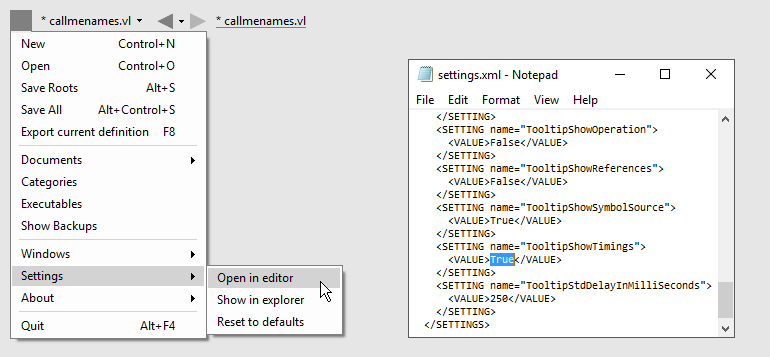 * callmenames.vl * callmenames.vl
New Control+N
Open Control+O
Save Roots Alt+S
Save All Alt+Control+S
Export current definition F8
Documents
Categories
Executables
Show Backups
Windows
Settings
About
Quit Alt+F4
Open in editor
Show in explorer
Reset to defaults
settings.xml - Notepad
File Edit Format View Help
</SETTING>
<SETTING name="TooltipShowOperation">
<VALUE>False</VALUE>
</SETTING>
<SETTING name="TooltipShowReferences">
<VALUE>False</VALUE>
</SETTING>
<SETTING name="TooltipShowSymbolSource">
<VALUE>True</VALUE>
</SETTING>
<SETTING name="TooltipShowTimings">
<VALUE>True</VALUE>
</SETTING>
<SETTING name="TooltipStdDelayInMilliSeconds">
<VALUE>250</VALUE>
</SETTING>
</SETTINGS>